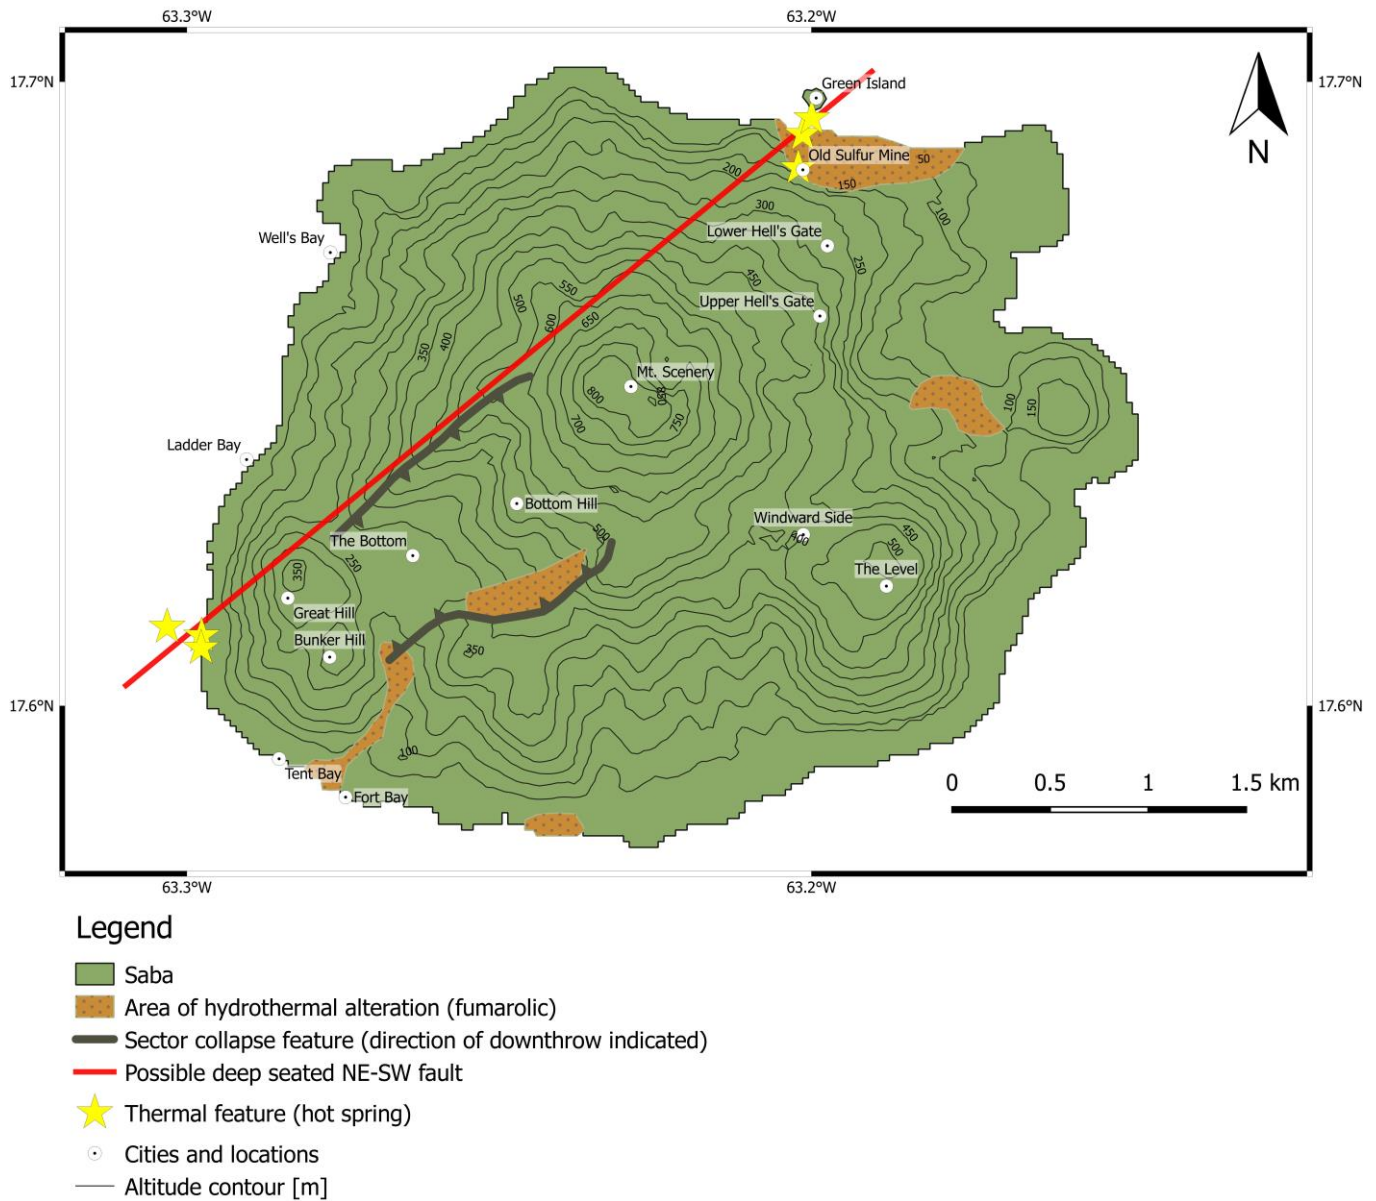 63.3°W 63.2°W
17.7°N 17.7°N
Green Island
N
Old Sulfur Mine 50
200 150
300 100
Well's Bay Lower Hell's Gate
250
450
550
500 Upper Hell's Gate
600 650
400
350
Mt. Scenery
800 850
100 150
700 750
Ladder Bay
Bottom Hill
Windward Side
500 450
The Bottom 400
500
250
350 The Level
Great Hill
Bunker Hill
350
17.6°N 17.6°N
100
Tent Bay
0 0.5 1 1.5 km
Fort Bay
63.3°W 63.2°W
Legend
Saba
Area of hydrothermal alteration (fumarolic)
Sector collapse feature (direction of downthrow indicated)
Possible deep seated NE-SW fault
Thermal feature (hot spring)
Cities and locations
Altitude contour [m]